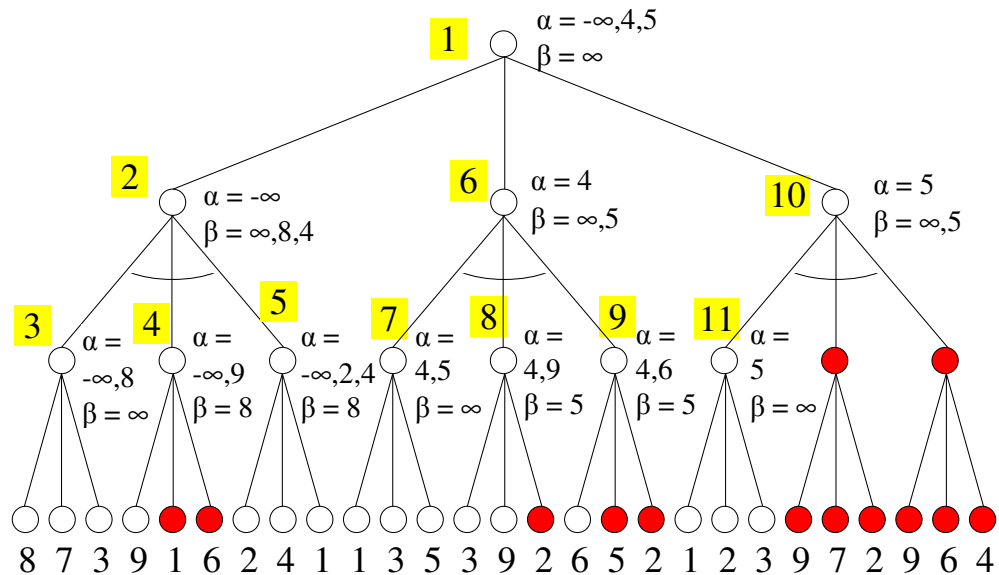 1
α = -∞,4,5
β = ∞
2
α = -∞
β = ∞,8,4
6
α = 4
β = ∞,5
10
α = 5
β = ∞,5
3
α =
-∞,8
β = ∞
4
α =
-∞,9
β = 8
5
α =
-∞,2,4
β = 8
7
α =
4,5
β = ∞
8
α =
4,9
β = 5
9
α =
4,6
β = 5
11
α =
5
β = ∞
8 7 3 9 1 6 2 4 1 1 3 5 3 9 2 6 5 2 1 2 3 9 7 2 9 6 4